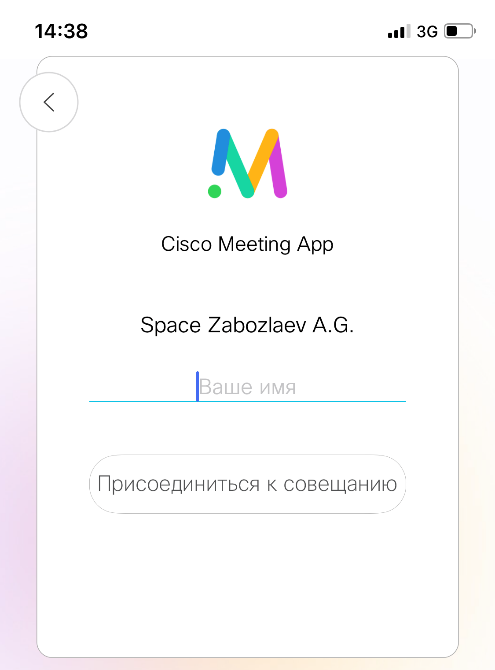 14:38 3G
Cisco Meeting App
Space Zabozlaev A.G.
Ваше имя
Присоединиться к совещанию